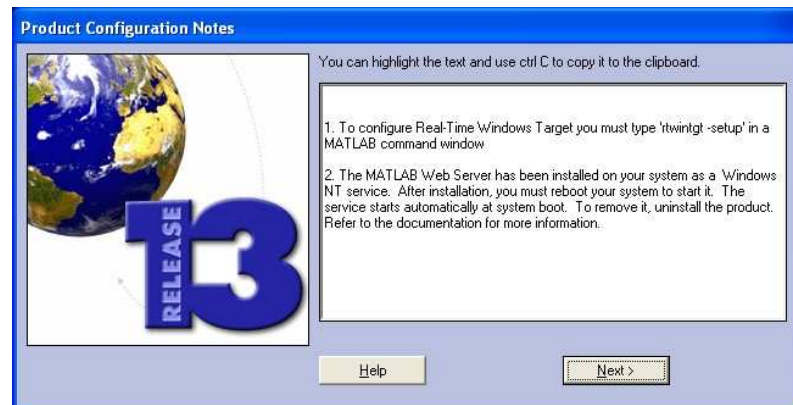 Product Configuration Notes
You can highlight the text and use ctrl C to copy it to the clipboard.
1. To configure Real-Time Windows Target you must type 'rtwintgt -setup' in a
MATLAB command window
2. The MATLAB Web Server has been installed on your system as a Windows
NT service. After installation, you must reboot your system to start it. The
service starts automatically at system boot. To remove it, uninstall the product.
Refer to the documentation for more information.
RELEASE
13
Help
Next >